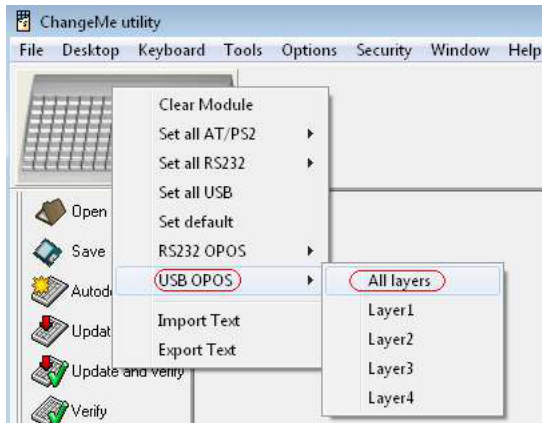 ChangeMe utility
File Desktop Keyboard Tools Options Security Window Help
Clear Module
Set all AT/PS2
Set all RS232
Set all USB
Set default
RS232 OPOS
USB OPOS
Import Text
Export Text
All layers
Layer1
Layer2
Layer3
Layer4
Open
Save
Autod
Updat
Update and verify
Verify